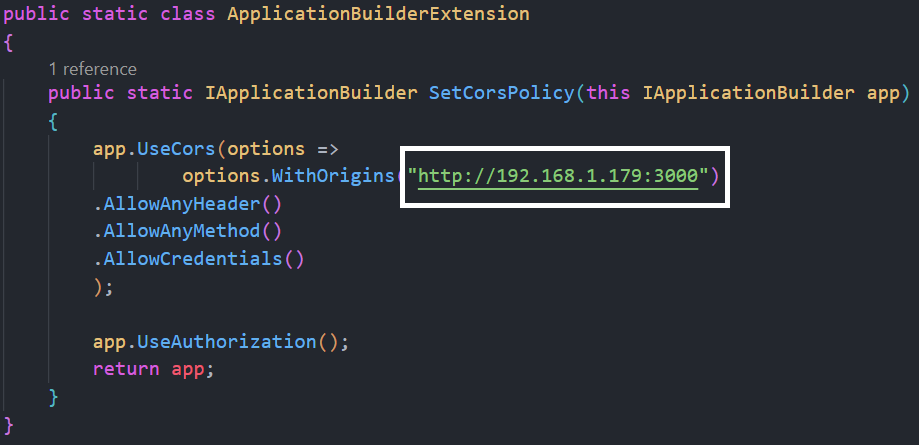 public static class ApplicationBuilderExtension
{
1 reference
public static IApplicationBuilder SetCorsPolicy(this IApplicationBuilder app)
{
app.UseCors(options =>
options.WithOrigins("http://192.168.1.179:3000")
.AllowAnyHeader()
.AllowAnyMethod()
.AllowCredentials()
);
app.UseAuthorization();
return app;
}
}